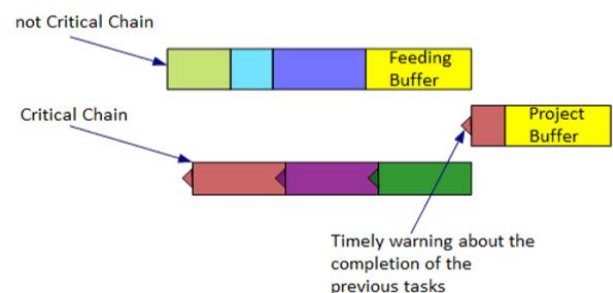 not Critical Chain
Feeding
Buffer
Critical Chain
Project
Buffer
Timely warning about the
completion of the
previous tasks